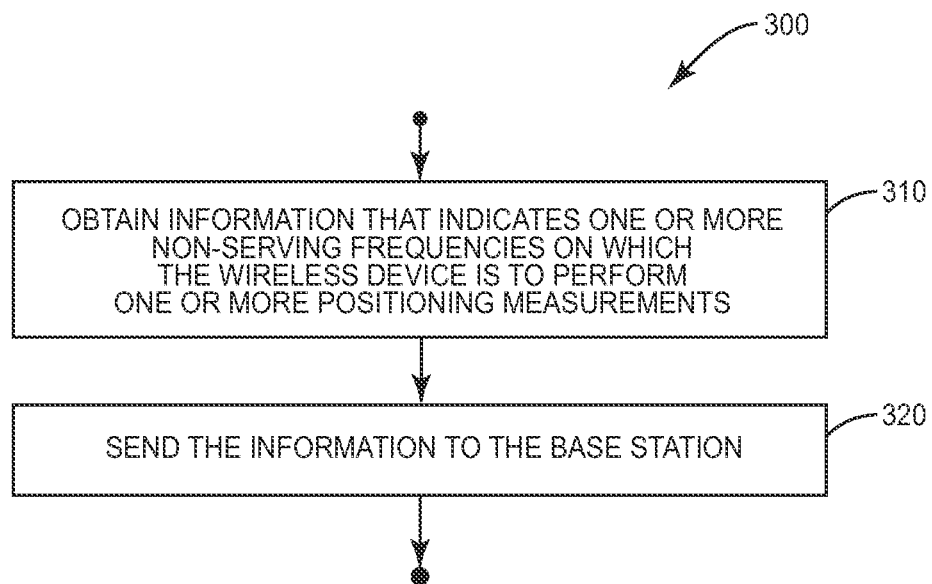 300
310
OBTAIN INFORMATION THAT INDICATES ONE OR MORE
NON-SERVING FREQUENCIES ON WHICH
THE WIRELESS DEVICE IS TO PERFORM
ONE OR MORE POSITIONING MEASUREMENTS
320
SEND THE INFORMATION TO THE BASE STATION